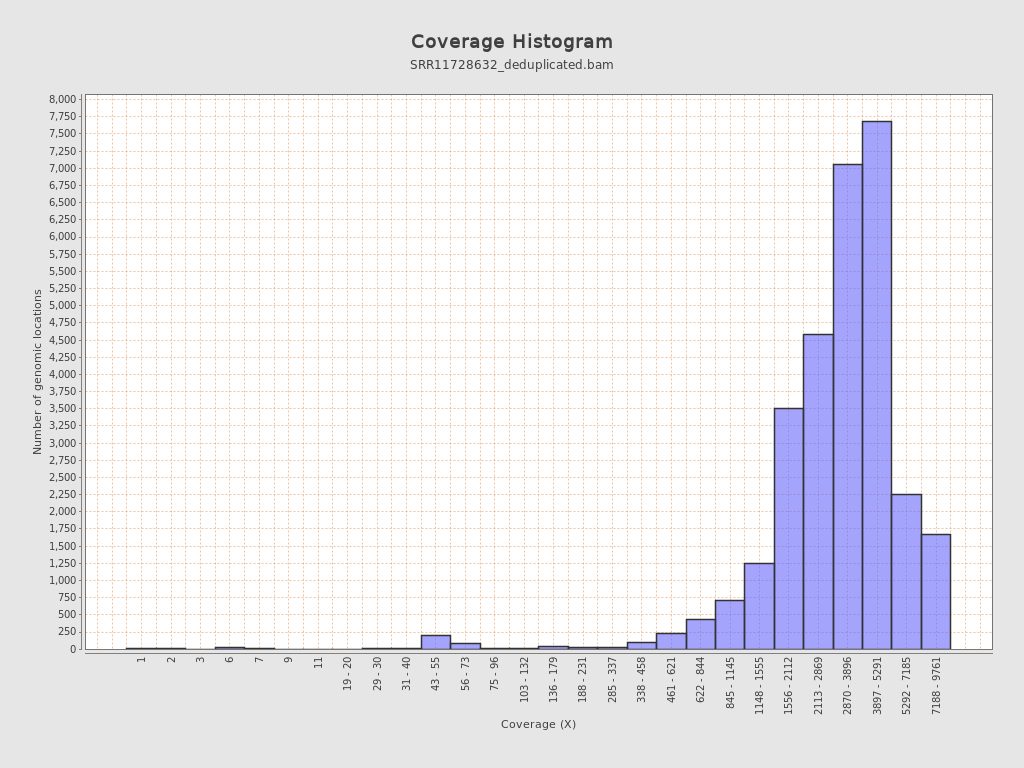 Coverage Histogram
SRR11728632_deduplicated.bam
Number of genomic locations
8,000
7,750
7,500
7,250
7,000
6,750
6,500
6,250
6,000
5,750
5,500
5,250
5,000
4,750
4,500
4,250
4,000
3,750
3,500
3,250
3,000
2,750
2,500
2,250
2,000
1,750
1,500
1,250
1,000
750
500
250
0
1
2
3
6
7
9
11
19 - 20
29 - 30
31 - 40
43 - 55
56 - 73
75 - 96
103 - 132
136 - 179
188 - 231
285 - 337
338 - 458
461 - 621
622 - 844
845 - 1145
1148 - 1555
1556 - 2112
2113 - 2869
2870 - 3896
3897 - 5291
5292 - 7185
7188 - 9761
Coverage (X)